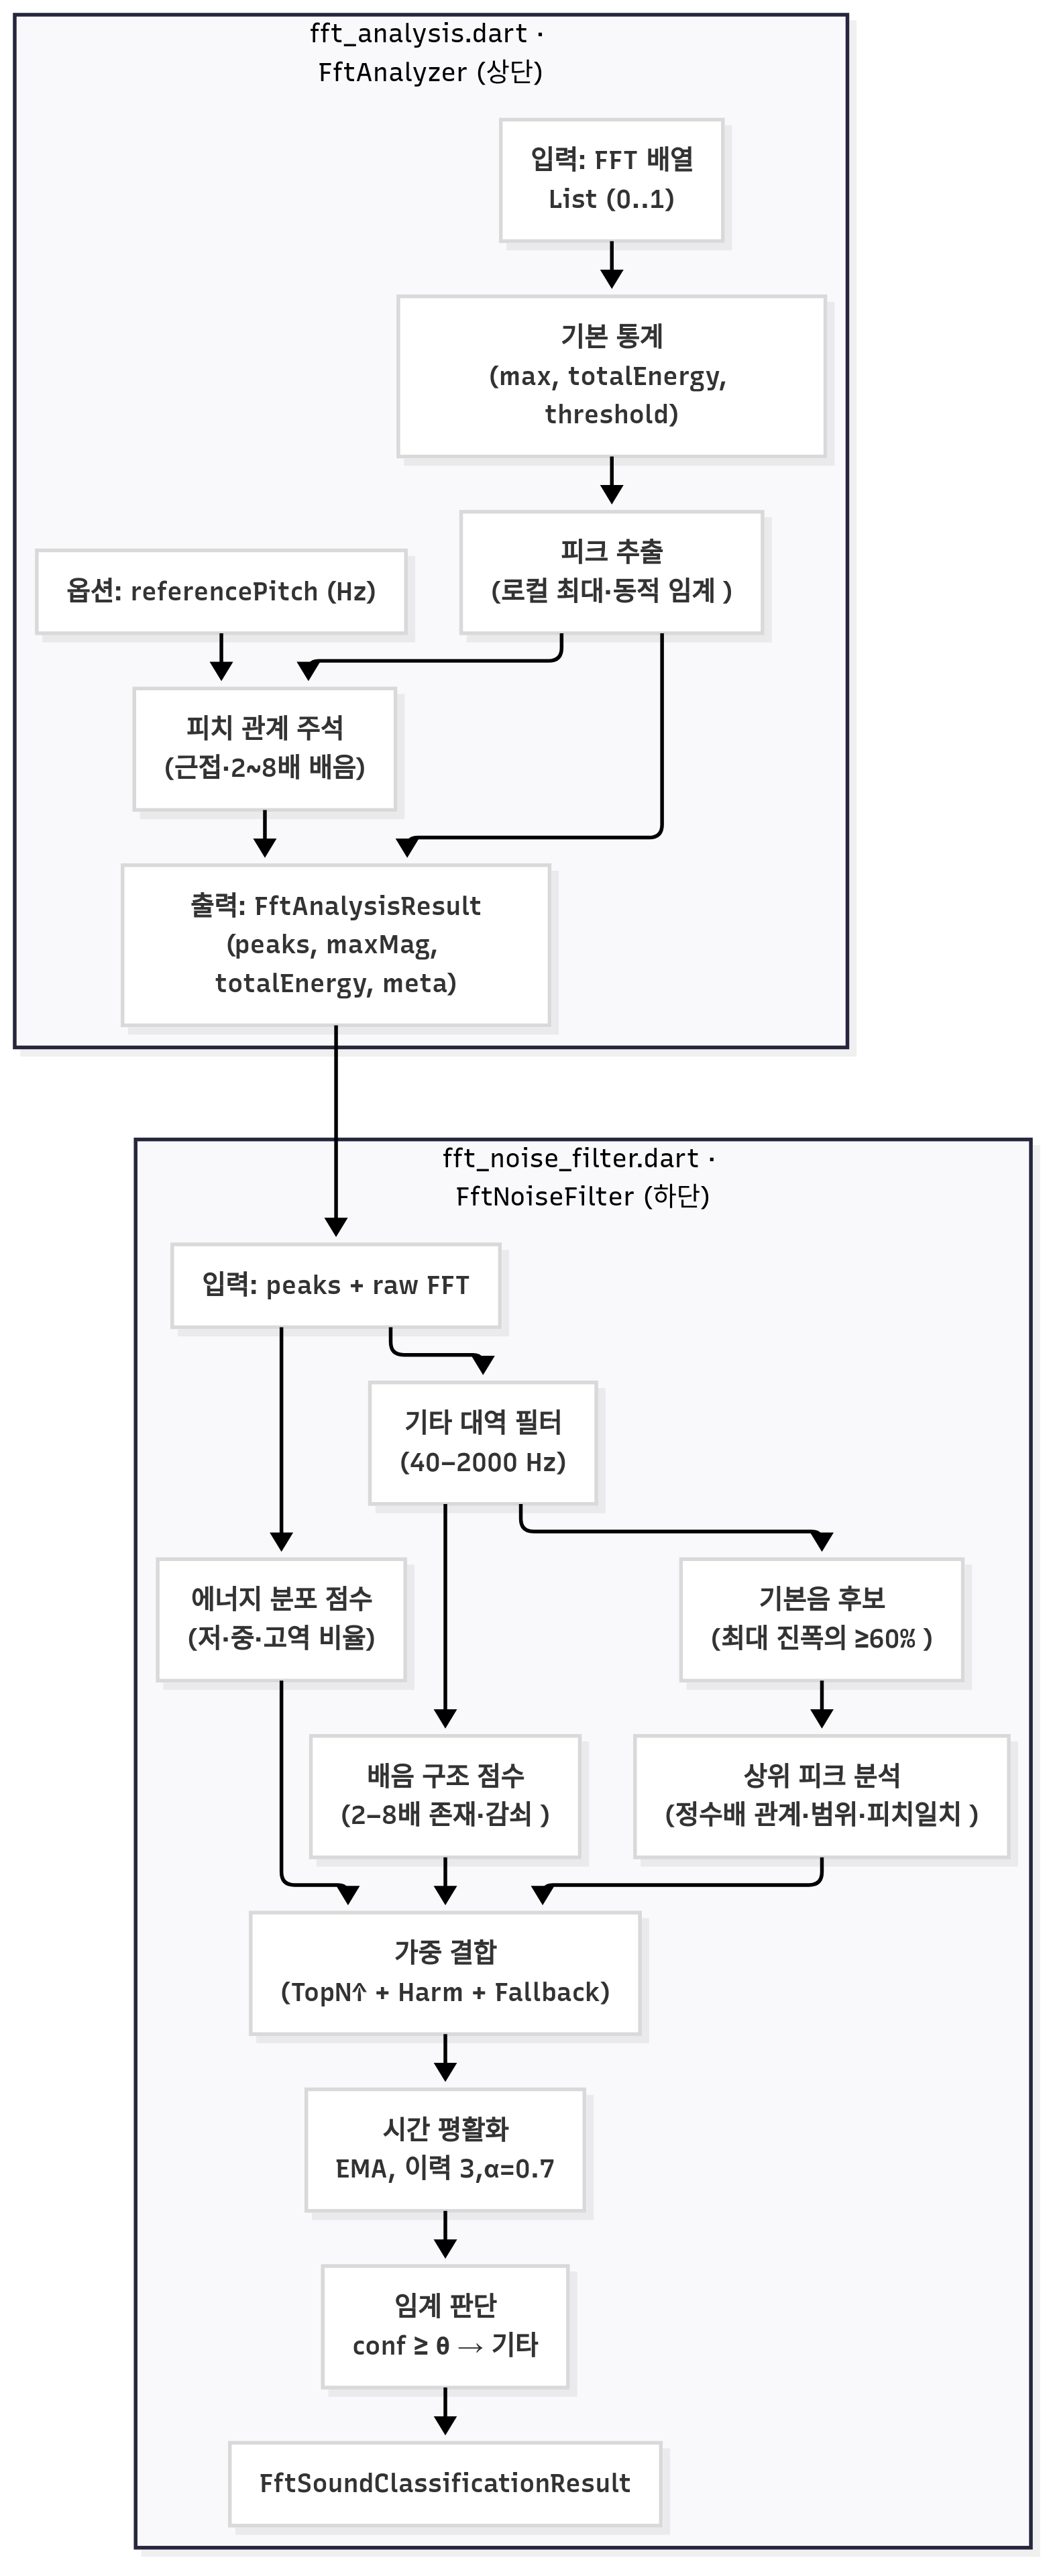 fft_analysis.dart ·
FftAnalyzer (상단)
입력: FFT 배열
List (0..1)
기본 통계
(max, totalEnergy,
threshold)
피크 추출
(로컬 최대·동적 임계 )
옵션: referencePitch (Hz)
피치 관계 주석
(근접·2~8배 배음)
출력: FftAnalysisResult
(peaks, maxMag,
totalEnergy, meta)
fft_noise_filter.dart ·
FftNoiseFilter (하단)
입력: peaks + raw FFT
기타 대역 필터
(40–2000 Hz)
에너지 분포 점수
(저·중·고역 비율)
기본음 후보
(최대 진폭의 ≥60% )
배음 구조 점수
(2–8배 존재·감쇠 )
상위 피크 분석
(정수배 관계·범위·피치일치 )
가중 결합
(TopN↑ + Harm + Fallback)
시간 평활화
EMA, 이력 3,α=0.7
임계 판단
conf ≥ θ → 기타
FftSoundClassificationResult